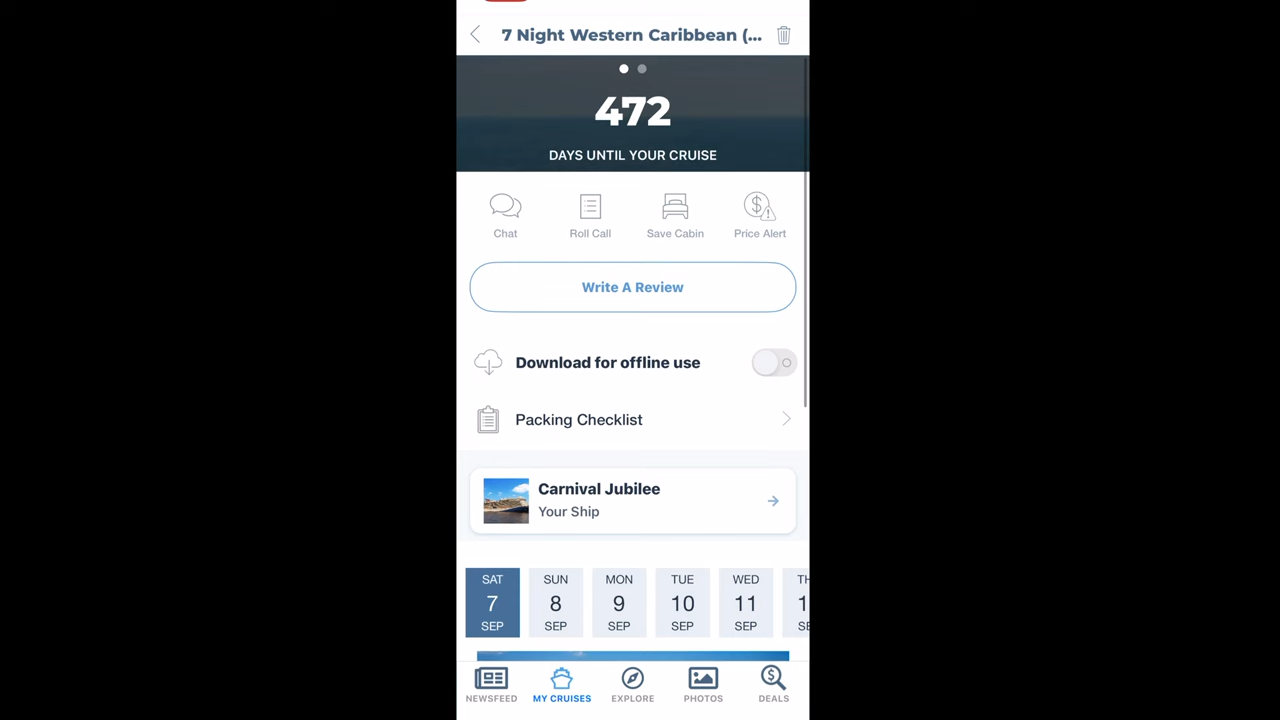 7 Night Western Caribbean (...
472
DAYS UNTIL YOUR CRUISE
Chat Roll Call Save Cabin Price Alert
Write A Review
Download for offline use
Packing Checklist
Carnival Jubilee
Your Ship
SAT SUN MON TUE WED TH
7 8 9 10 11 1
SEP SEP SEP SEP SEP SE
NEWSFEED MY CRUISES EXPLORE PHOTOS DEALS